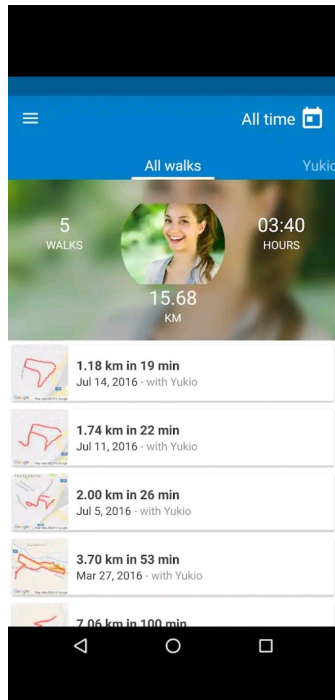 All time
All walks
Yukio
5
WALKS
03:40
HOURS
15.68
KM
1.18 km in 19 min
Jul 14, 2016 - with Yukio
1.74 km in 22 min
Jul 11, 2016 - with Yukio
2.00 km in 26 min
Jul 5, 2016 - with Yukio
3.70 km in 53 min
Mar 27, 2016 - with Yukio
7.06 km in 100 min